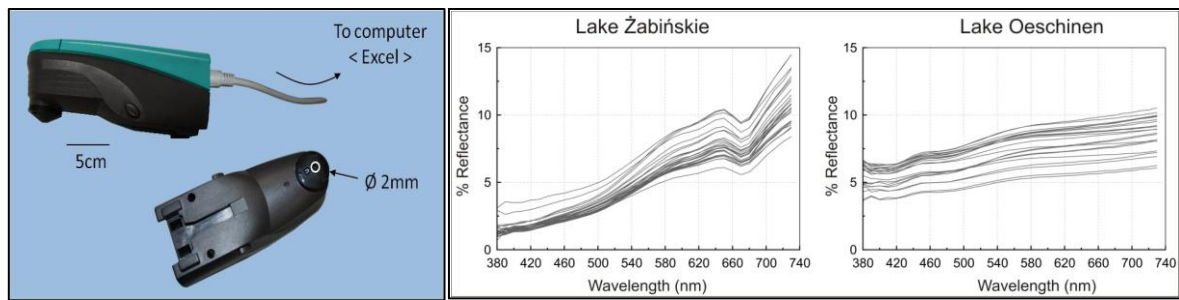 To computer
< Excel >
5cm
Ø 2mm
Lake Żabińskie
15
10
5
0
% Reflectance
380 420 460 500 540 580 620 660 700 740
Wavelength (nm)
Lake Oeschinen
15
10
5
0
% Reflectance
380 420 460 500 540 580 620 660 700 740
Wavelength (nm)